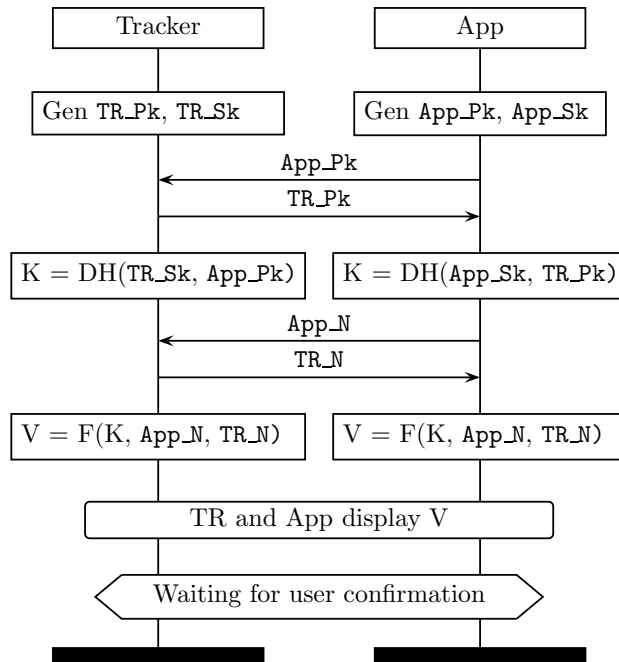 Tracker App
Gen TR_Pk, TR_Sk Gen App_Pk, App_Sk
App_Pk
TR_Pk
K = DH(TR_Sk, App_Pk) K = DH(App_Sk, TR_Pk)
App_N
TR_N
V = F(K, App_N, TR_N) V = F(K, App_N, TR_N)
TR and App display V
Waiting for user confirmation